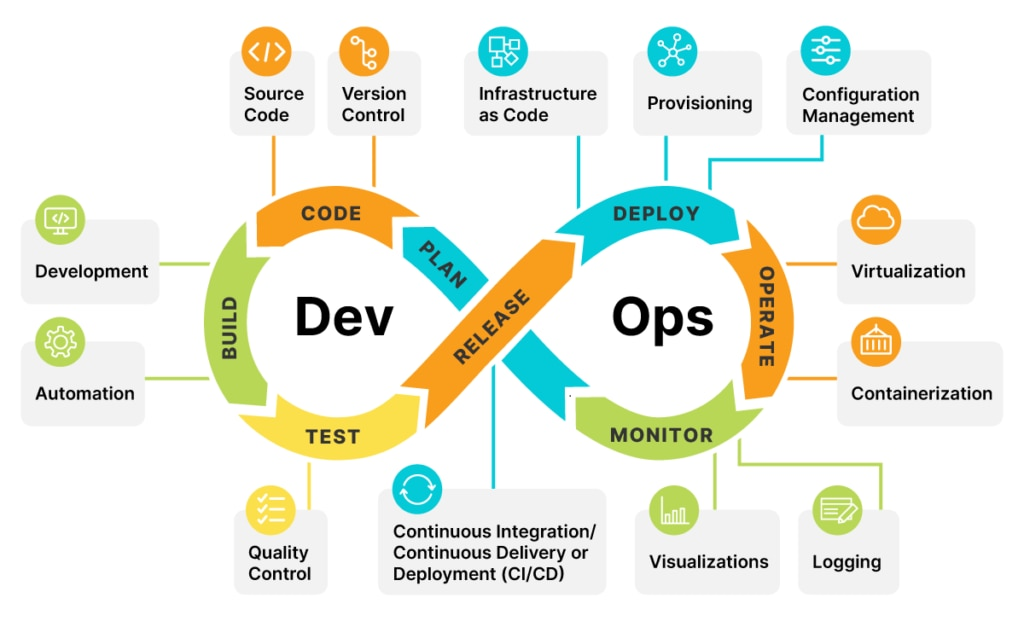 Source
Code
Version
Control
Infrastructure
as Code
Provisioning
Configuration
Management
CODE
DEPLOY
PLAN
Development
Virtualization
BUILD
Dev
RELEASE
Ops
OPERATE
Automation
Containerization
TEST
MONITOR
Quality
Control
Continuous Integration/
Continuous Delivery or
Deployment (CI/CD)
Visualizations
Logging